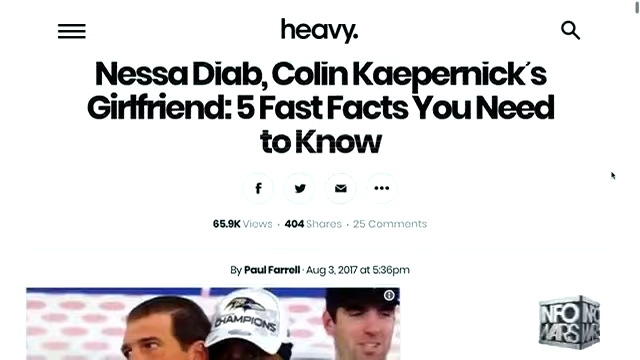 heavy.
Nessa Diab, Colin Kaepernick's
Girlfriend: 5 Fast Facts You Need
to Know
65.9K Views · 404 Shares · 25 Comments
By Paul Farrell · Aug 3, 2017 at 5:36pm
CHAMPIONS
INFO
WARS